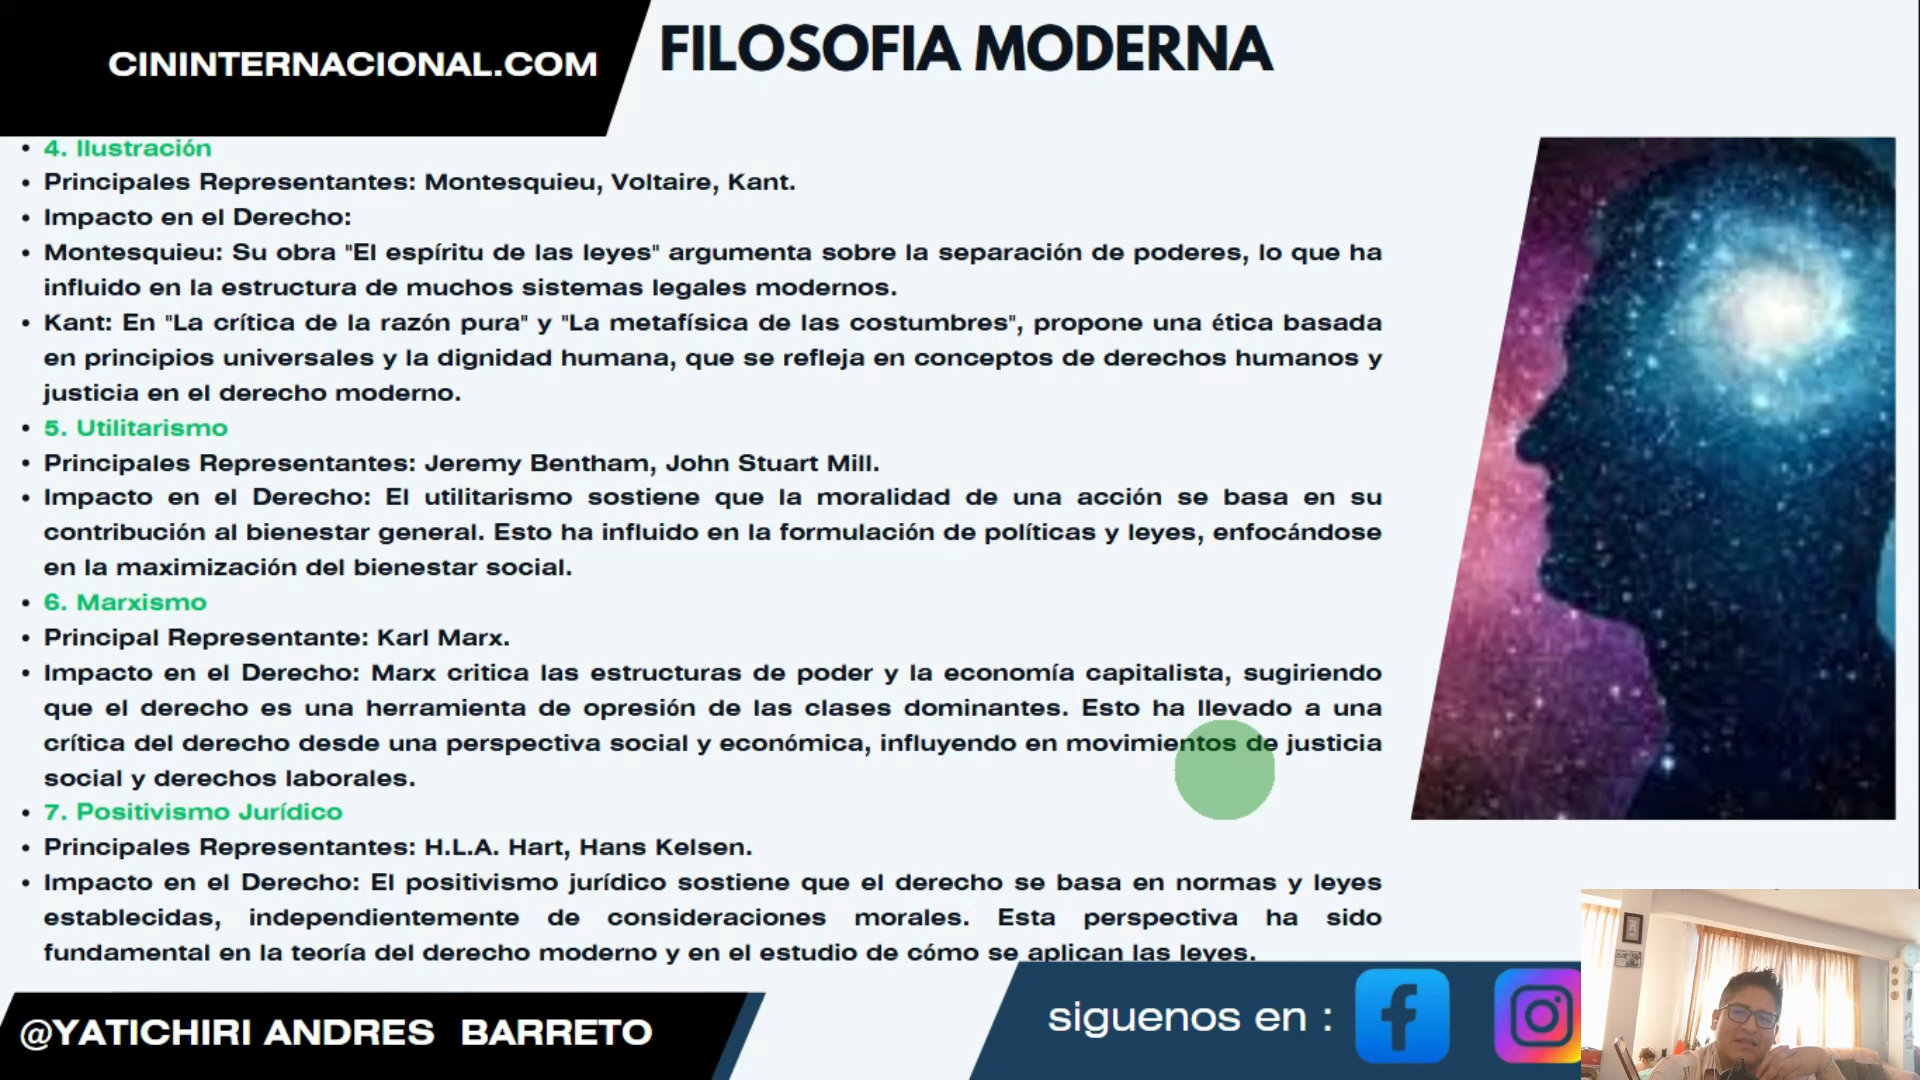 CININTERNACIONAL.COM
FILOSOFIA MODERNA
• 4. Ilustración
• Principales Representantes: Montesquieu, Voltaire, Kant.
• Impacto en el Derecho:
• Montesquieu: Su obra "El espíritu de las leyes" argumenta sobre la separación de poderes, lo que ha
influido en la estructura de muchos sistemas legales modernos.
• Kant: En "La crítica de la razón pura" y "La metafísica de las costumbres", propone una ética basada
en principios universales y la dignidad humana, que se refleja en conceptos de derechos humanos y
justicia en el derecho moderno.
• 5. Utilitarismo
• Principales Representantes: Jeremy Bentham, John Stuart Mill.
• Impacto en el Derecho: El utilitarismo sostiene que la moralidad de una acción se basa en su
contribución al bienestar general. Esto ha influido en la formulación de políticas y leyes, enfocándose
en la maximización del bienestar social.
• 6. Marxismo
• Principal Representante: Karl Marx.
• Impacto en el Derecho: Marx critica las estructuras de poder y la economía capitalista, sugiriendo
que el derecho es una herramienta de opresión de las clases dominantes. Esto ha llevado a una
crítica del derecho desde una perspectiva social y económica, influyendo en movimientos de justicia
social y derechos laborales.
• 7. Positivismo Jurídico
• Principales Representantes: H.L.A. Hart, Hans Kelsen.
• Impacto en el Derecho: El positivismo jurídico sostiene que el derecho se basa en normas y leyes
establecidas, independientemente de consideraciones morales. Esta perspectiva ha sido
fundamental en la teoría del derecho moderno y en el estudio de cómo se aplican las leyes.
@YATICHIRI ANDRES BARRETO
siguenos en :